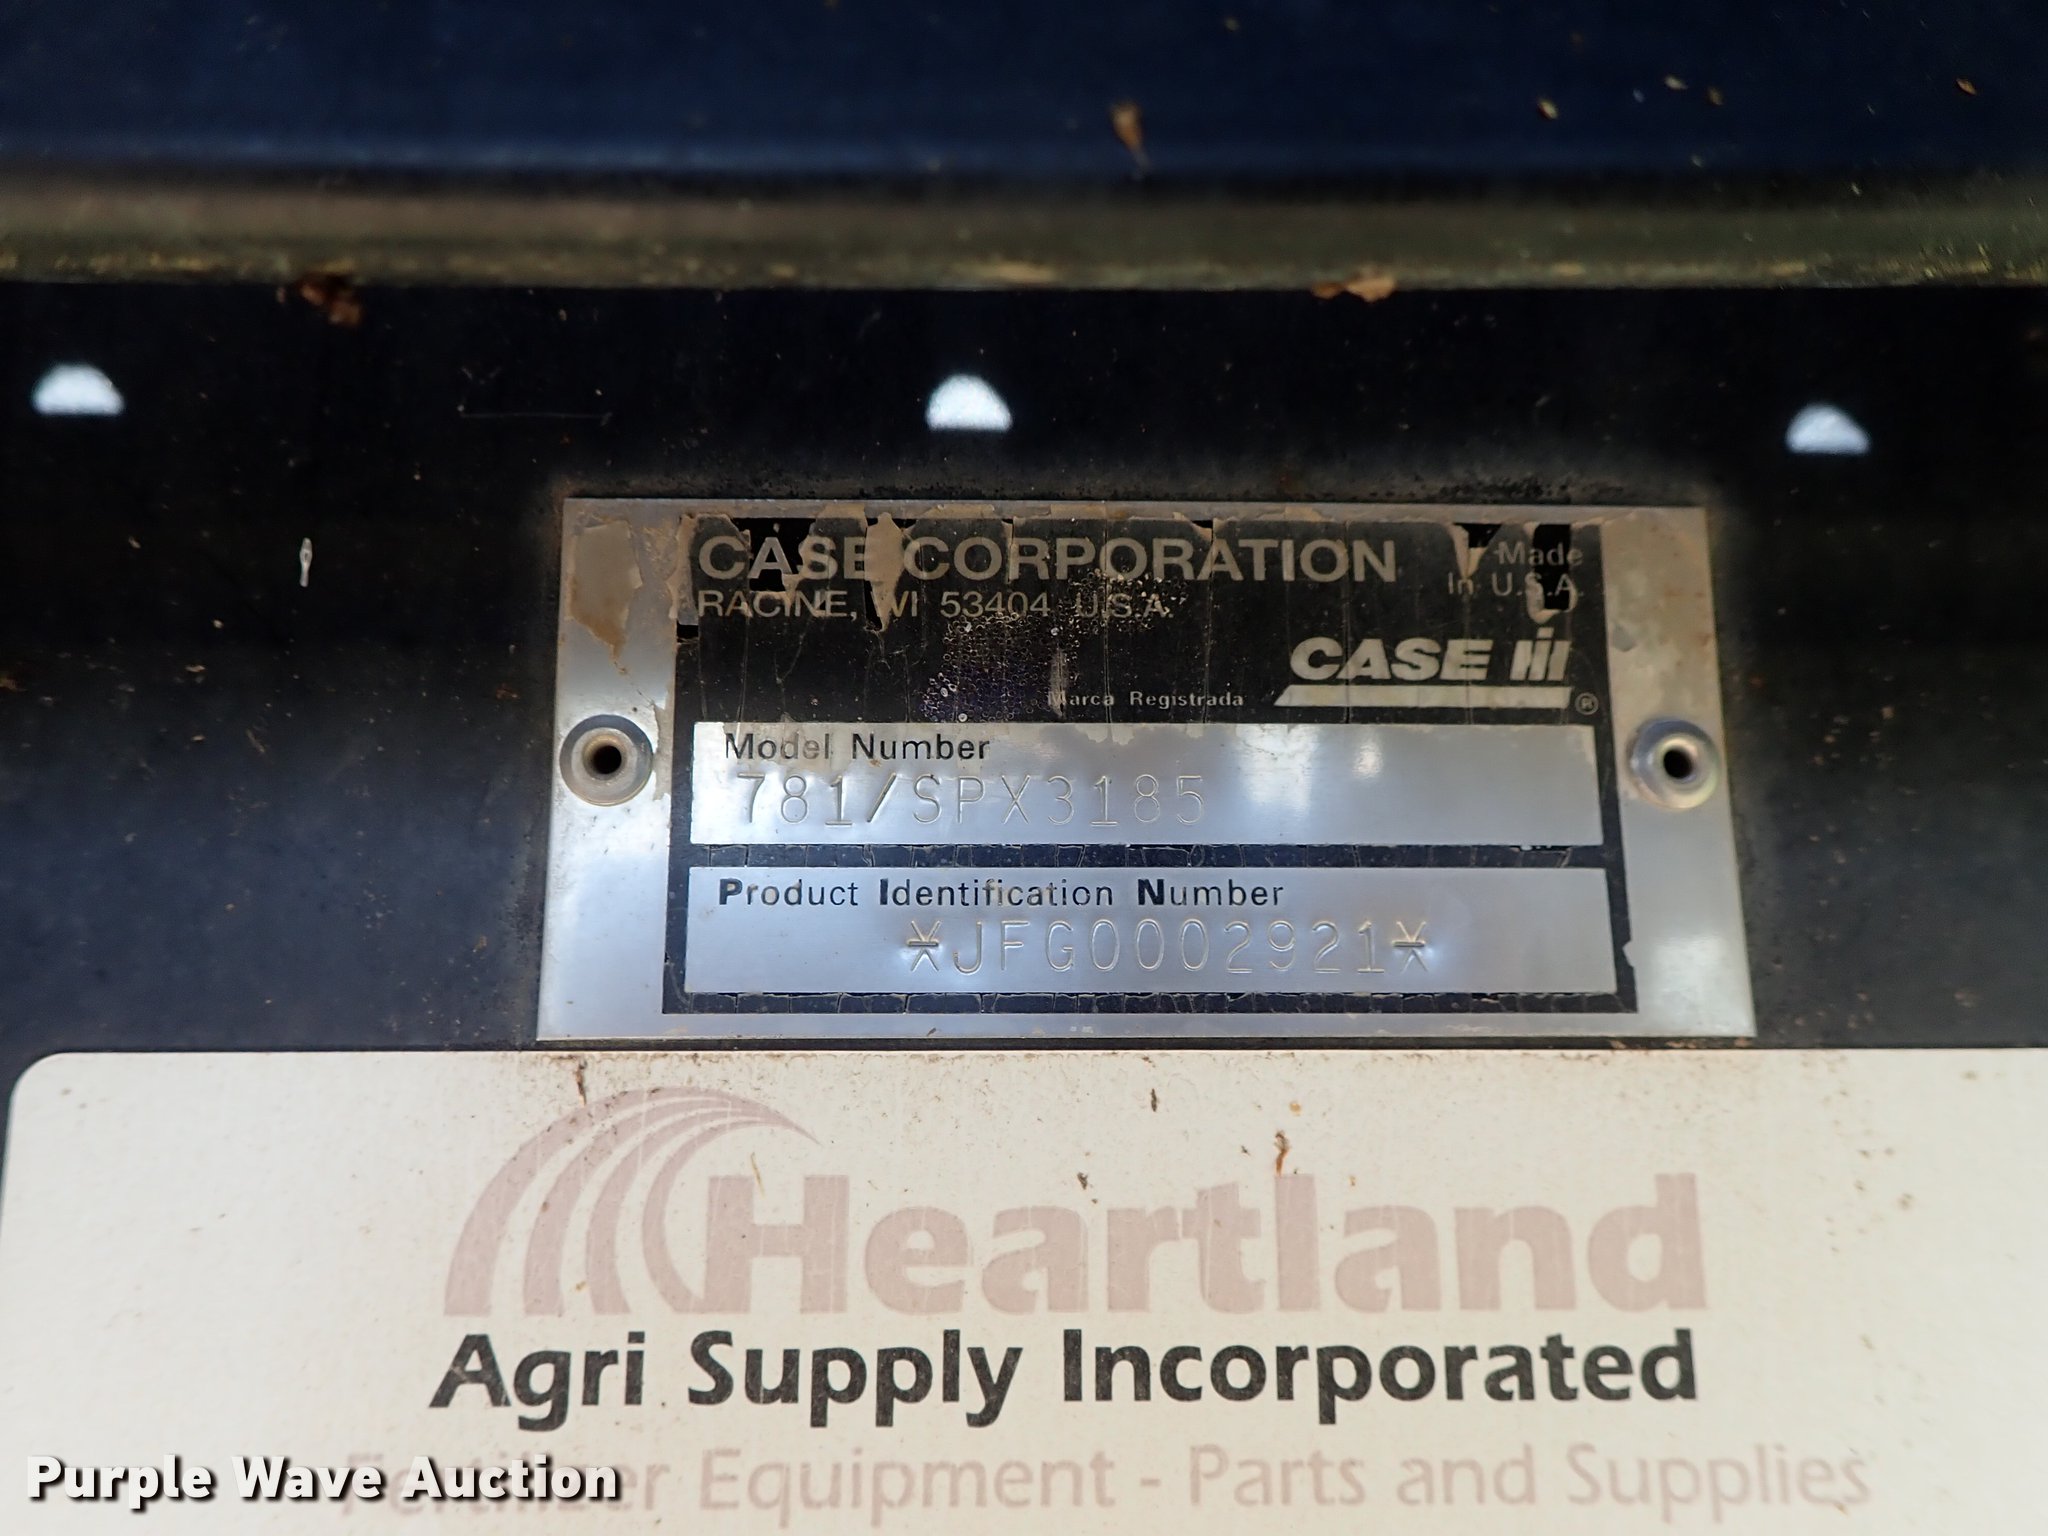 CASE CORPORATION
Made
In U.S.A.
RACINE, WI 53404 U.S.A.
CASE IH
Marca Registrada
®
Model Number
781/SPX3185
Product Identification Number
*JFG0002921*
Heartland
Agri Supply Incorporated
Fertilizer Equipment - Parts and Supplies
Purple Wave Auction